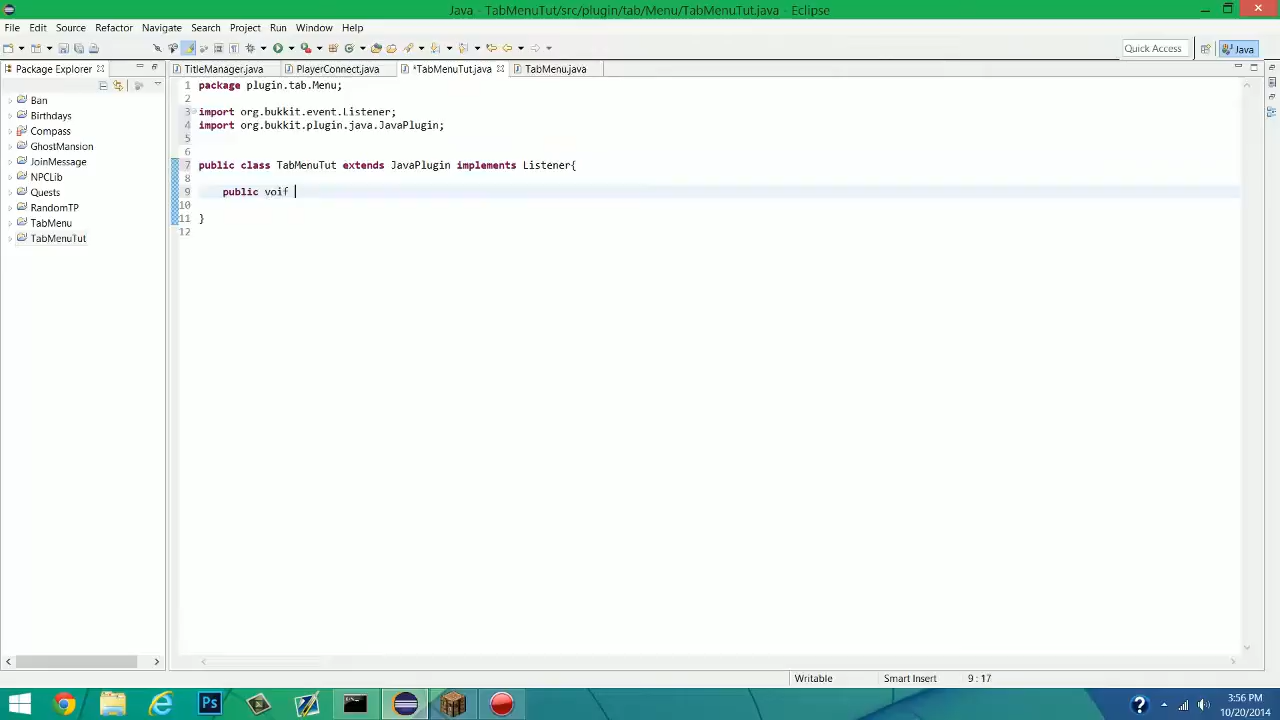 Java - TabMenuTut/src/plugin/tab/Menu/TabMenuTut.java - Eclipse
File Edit Source Refactor Navigate Search Project Run Window Help
Quick Access
Java
Package Explorer
TitleManager.java
PlayerConnect.java
*TabMenuTut.java
TabMenu.java
Ban
Birthdays
Compass
GhostMansion
JoinMessage
NPCLib
Quests
RandomTP
TabMenu
TabMenuTut
1 package plugin.tab.Menu;
2
3 import org.bukkit.event.Listener;
4 import org.bukkit.plugin.java.JavaPlugin;
5
6
7 public class TabMenuTut extends JavaPlugin implements Listener{
8
9 public voif
10
11 }
12
Writable
Smart Insert
9 : 17
Ps
3:56 PM
10/20/2014